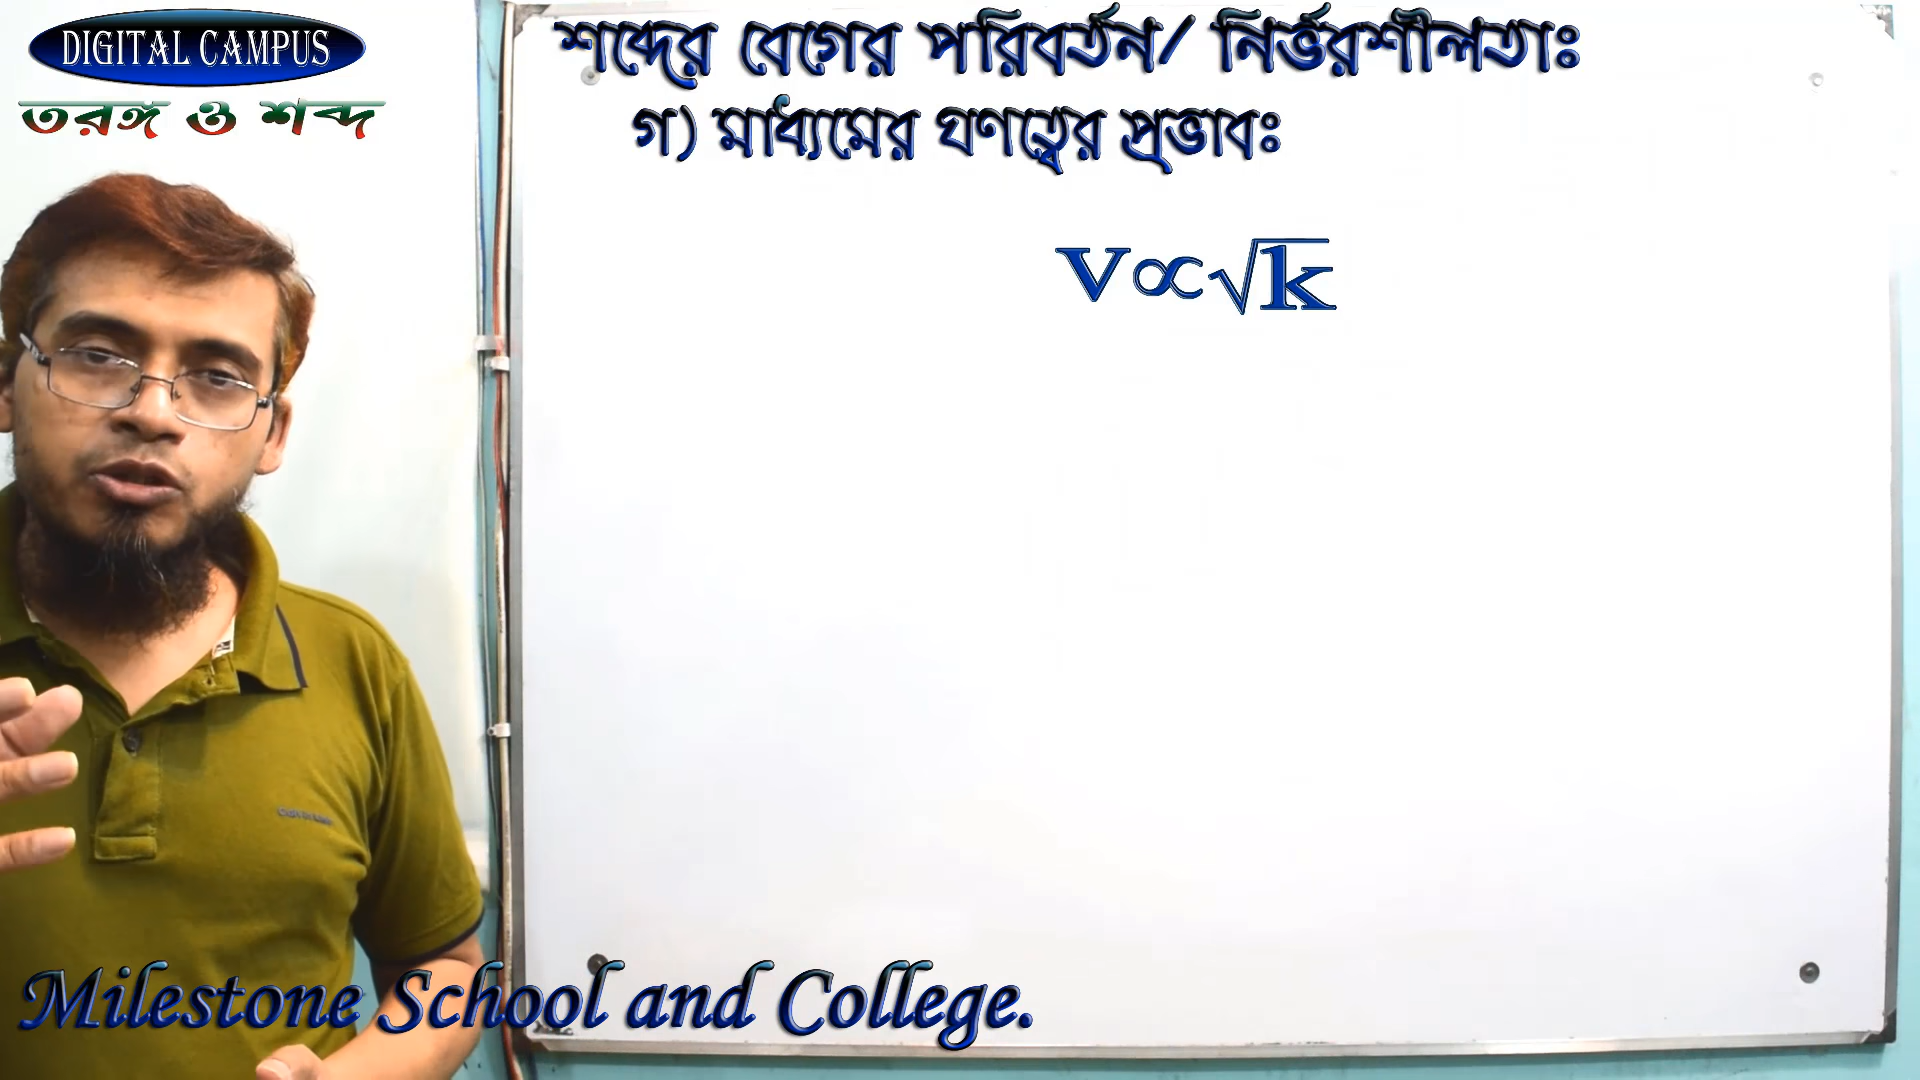 DIGITAL CAMPUS
তরঙ্গ ও শব্দ
শব্দের বেগের পরিবর্তন/ নির্ভরশীলতাঃ
গ) মাধ্যমের ঘণত্বের প্রভাবঃ
v∝√k
Milestone School and College.